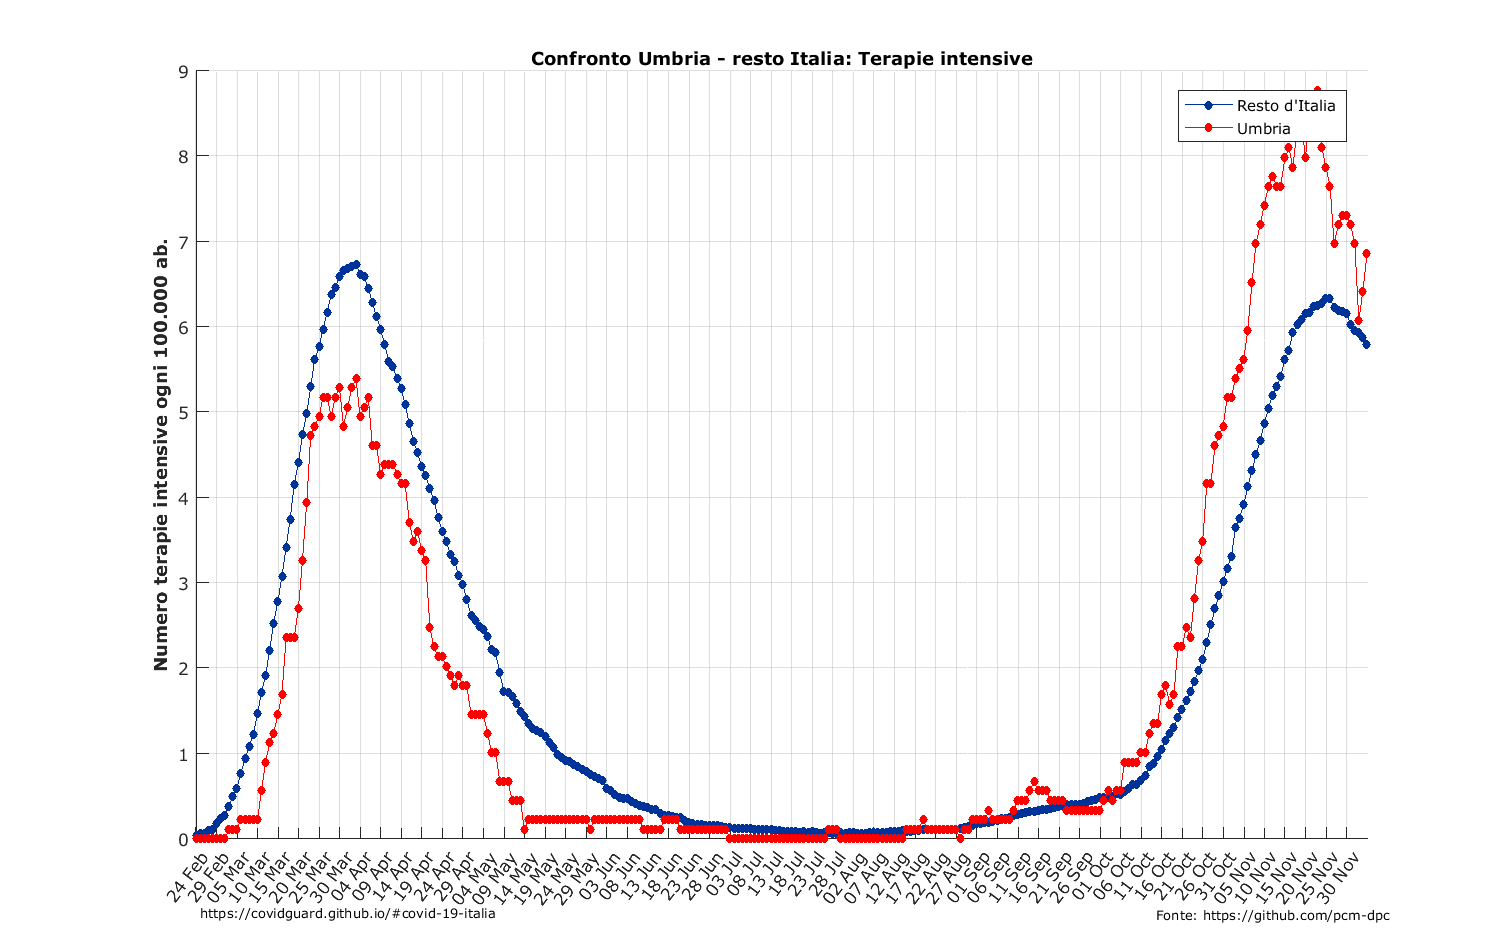 Confronto Umbria - resto Italia: Terapie intensive
Resto d'Italia
Umbria
Numero terapie intensive ogni 100.000 ab.
9
8
7
6
5
4
3
2
1
0
24 Feb
29 Feb
05 Mar
10 Mar
15 Mar
20 Mar
25 Mar
30 Mar
04 Apr
09 Apr
14 Apr
19 Apr
24 Apr
29 Apr
04 May
09 May
14 May
19 May
24 May
29 May
03 Jun
08 Jun
13 Jun
18 Jun
23 Jun
28 Jun
03 Jul
08 Jul
13 Jul
18 Jul
23 Jul
28 Jul
02 Aug
07 Aug
12 Aug
17 Aug
22 Aug
27 Aug
01 Sep
06 Sep
11 Sep
16 Sep
21 Sep
26 Sep
01 Oct
06 Oct
11 Oct
16 Oct
21 Oct
26 Oct
31 Oct
05 Nov
10 Nov
15 Nov
20 Nov
25 Nov
30 Nov
https://covidguard.github.io/#covid-19-italia
Fonte: https://github.com/pcm-dpc